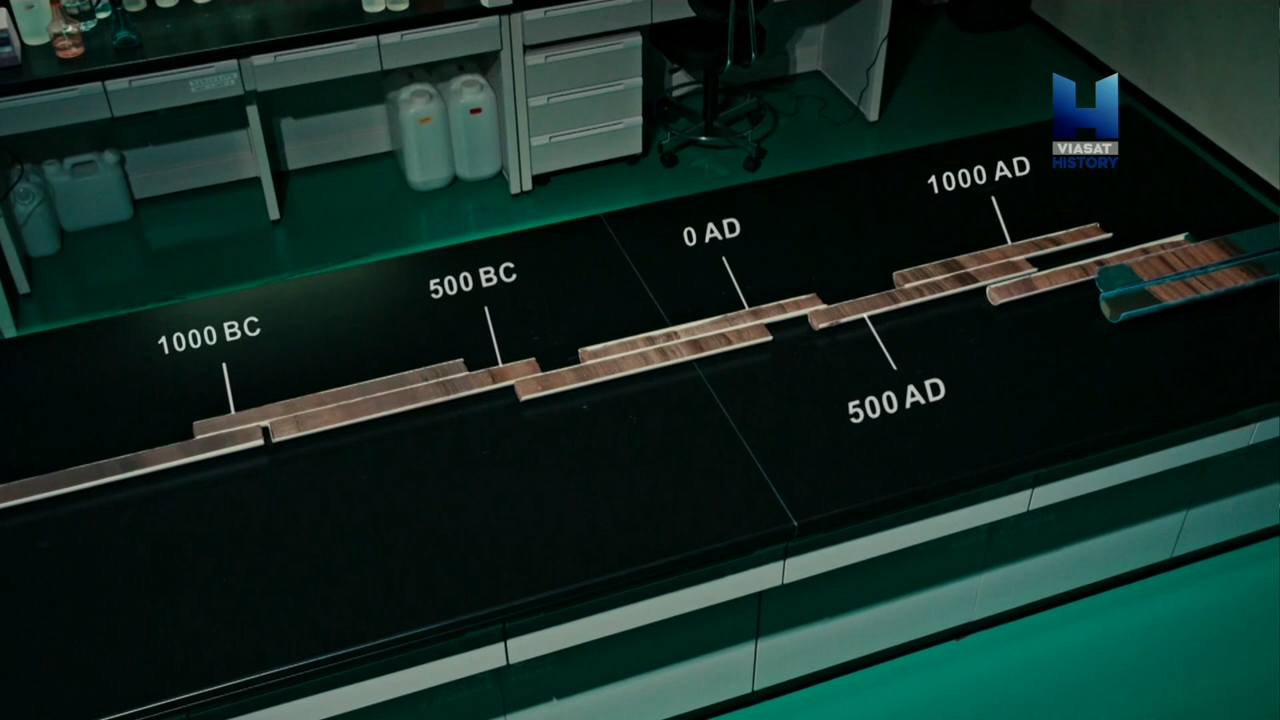 VIASAT
HISTORY
1000 AD
0 AD
500 BC
1000 BC
500 AD